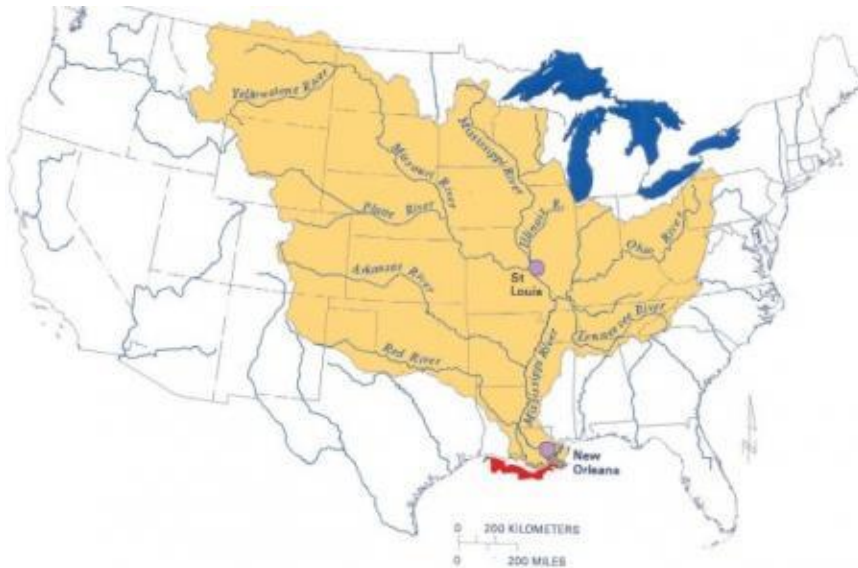 Yellowstone River
Missouri River
Mississippi River
Platte River
Illinois R.
Ohio River
Arkansas River
St
Louis
Tennessee River
Red River
Mississippi River
New
Orleans
0 200 KILOMETERS
0 200 MILES